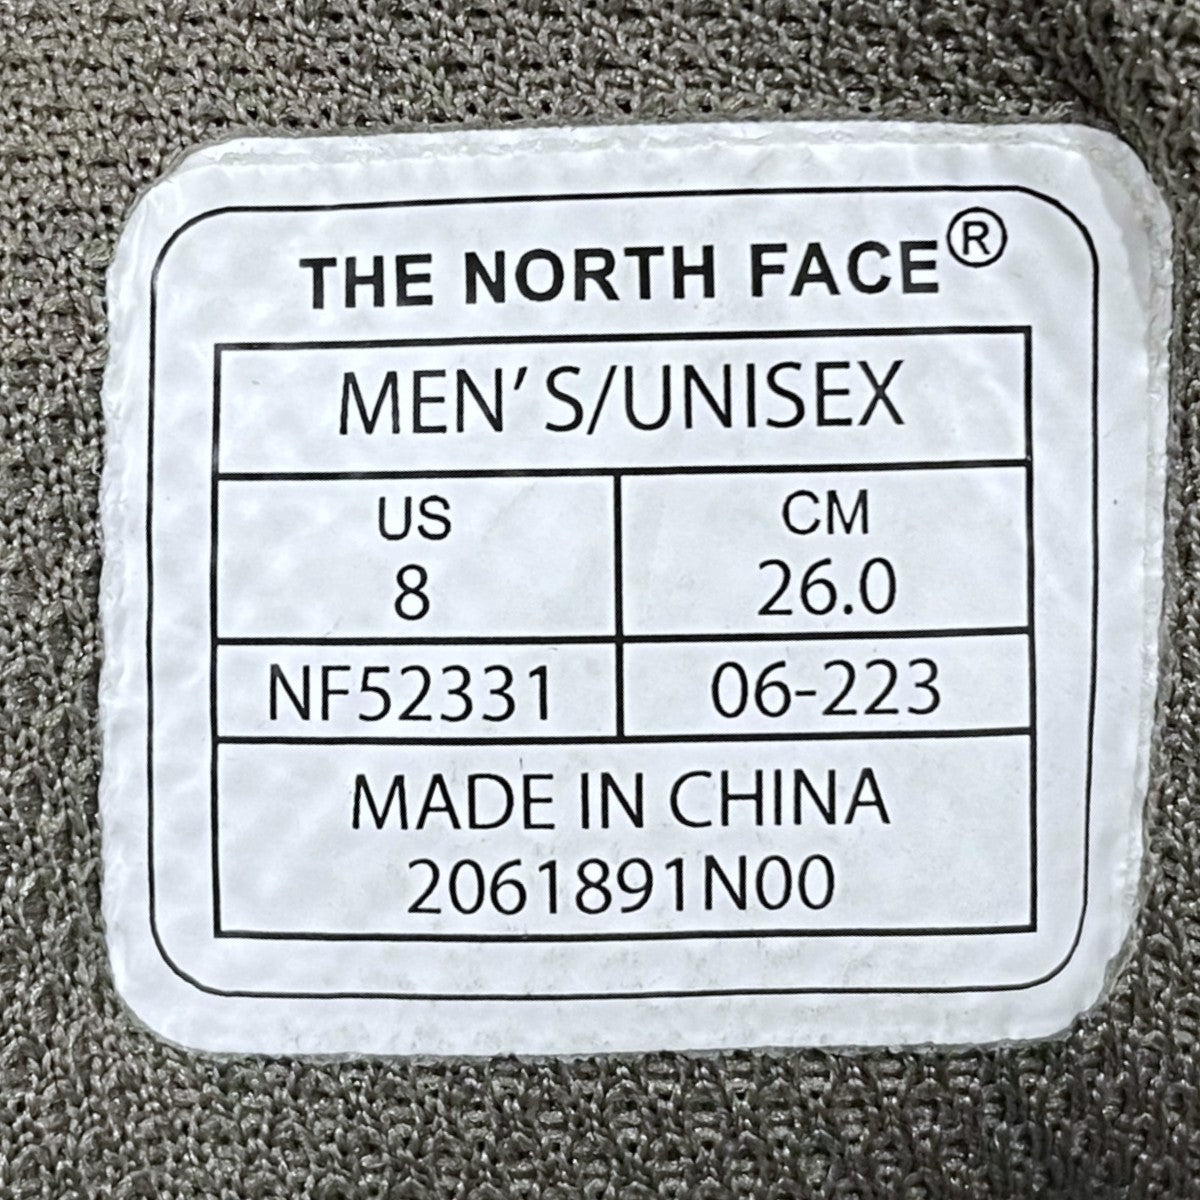 THE NORTH FACE®
MEN'S/UNISEX
US CM
8 26.0
NF52331 06-223
MADE IN CHINA
2061891N00